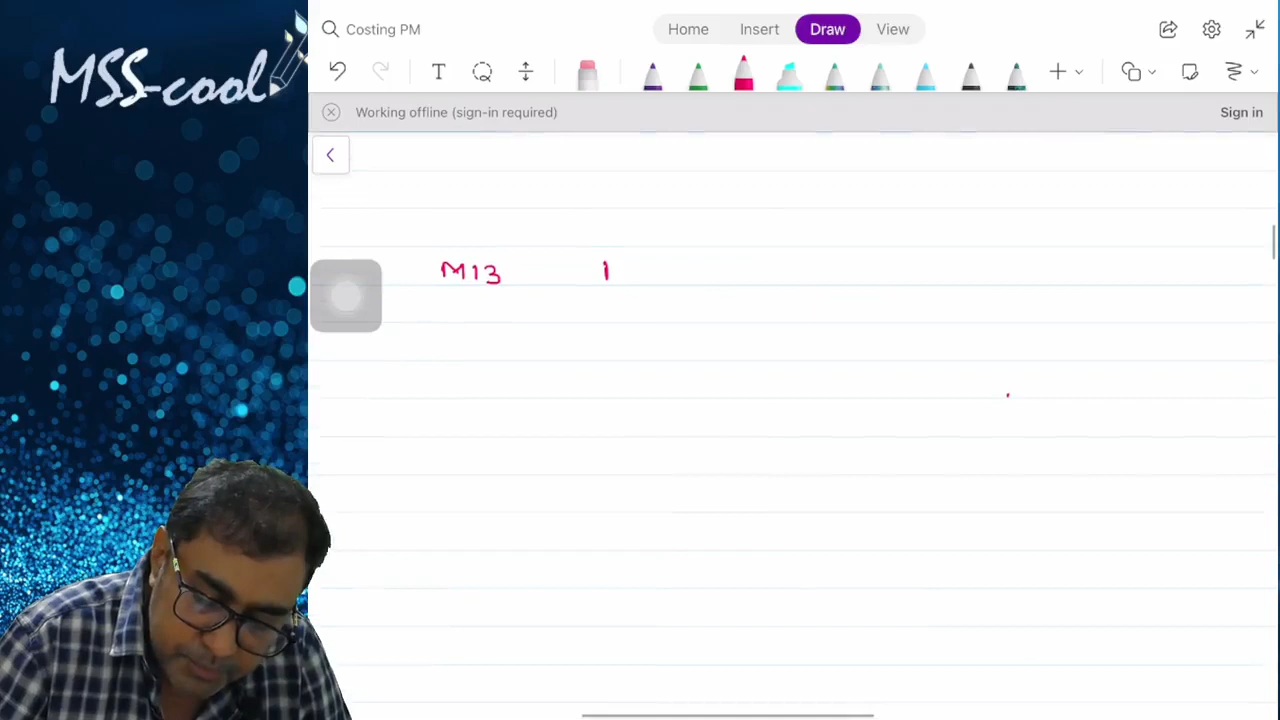 MSS-cool
Costing PM
Home Insert Draw View
T
Working offline (sign-in required) Sign in
M13 1